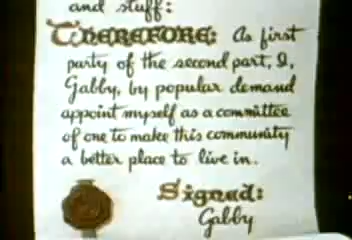 and stuff:
Therefore: As first
party of the second part, I,
Gabby, by popular demand
appoint myself as a committee
of one to make this community
a better place to live in.
Signed:
Gabby